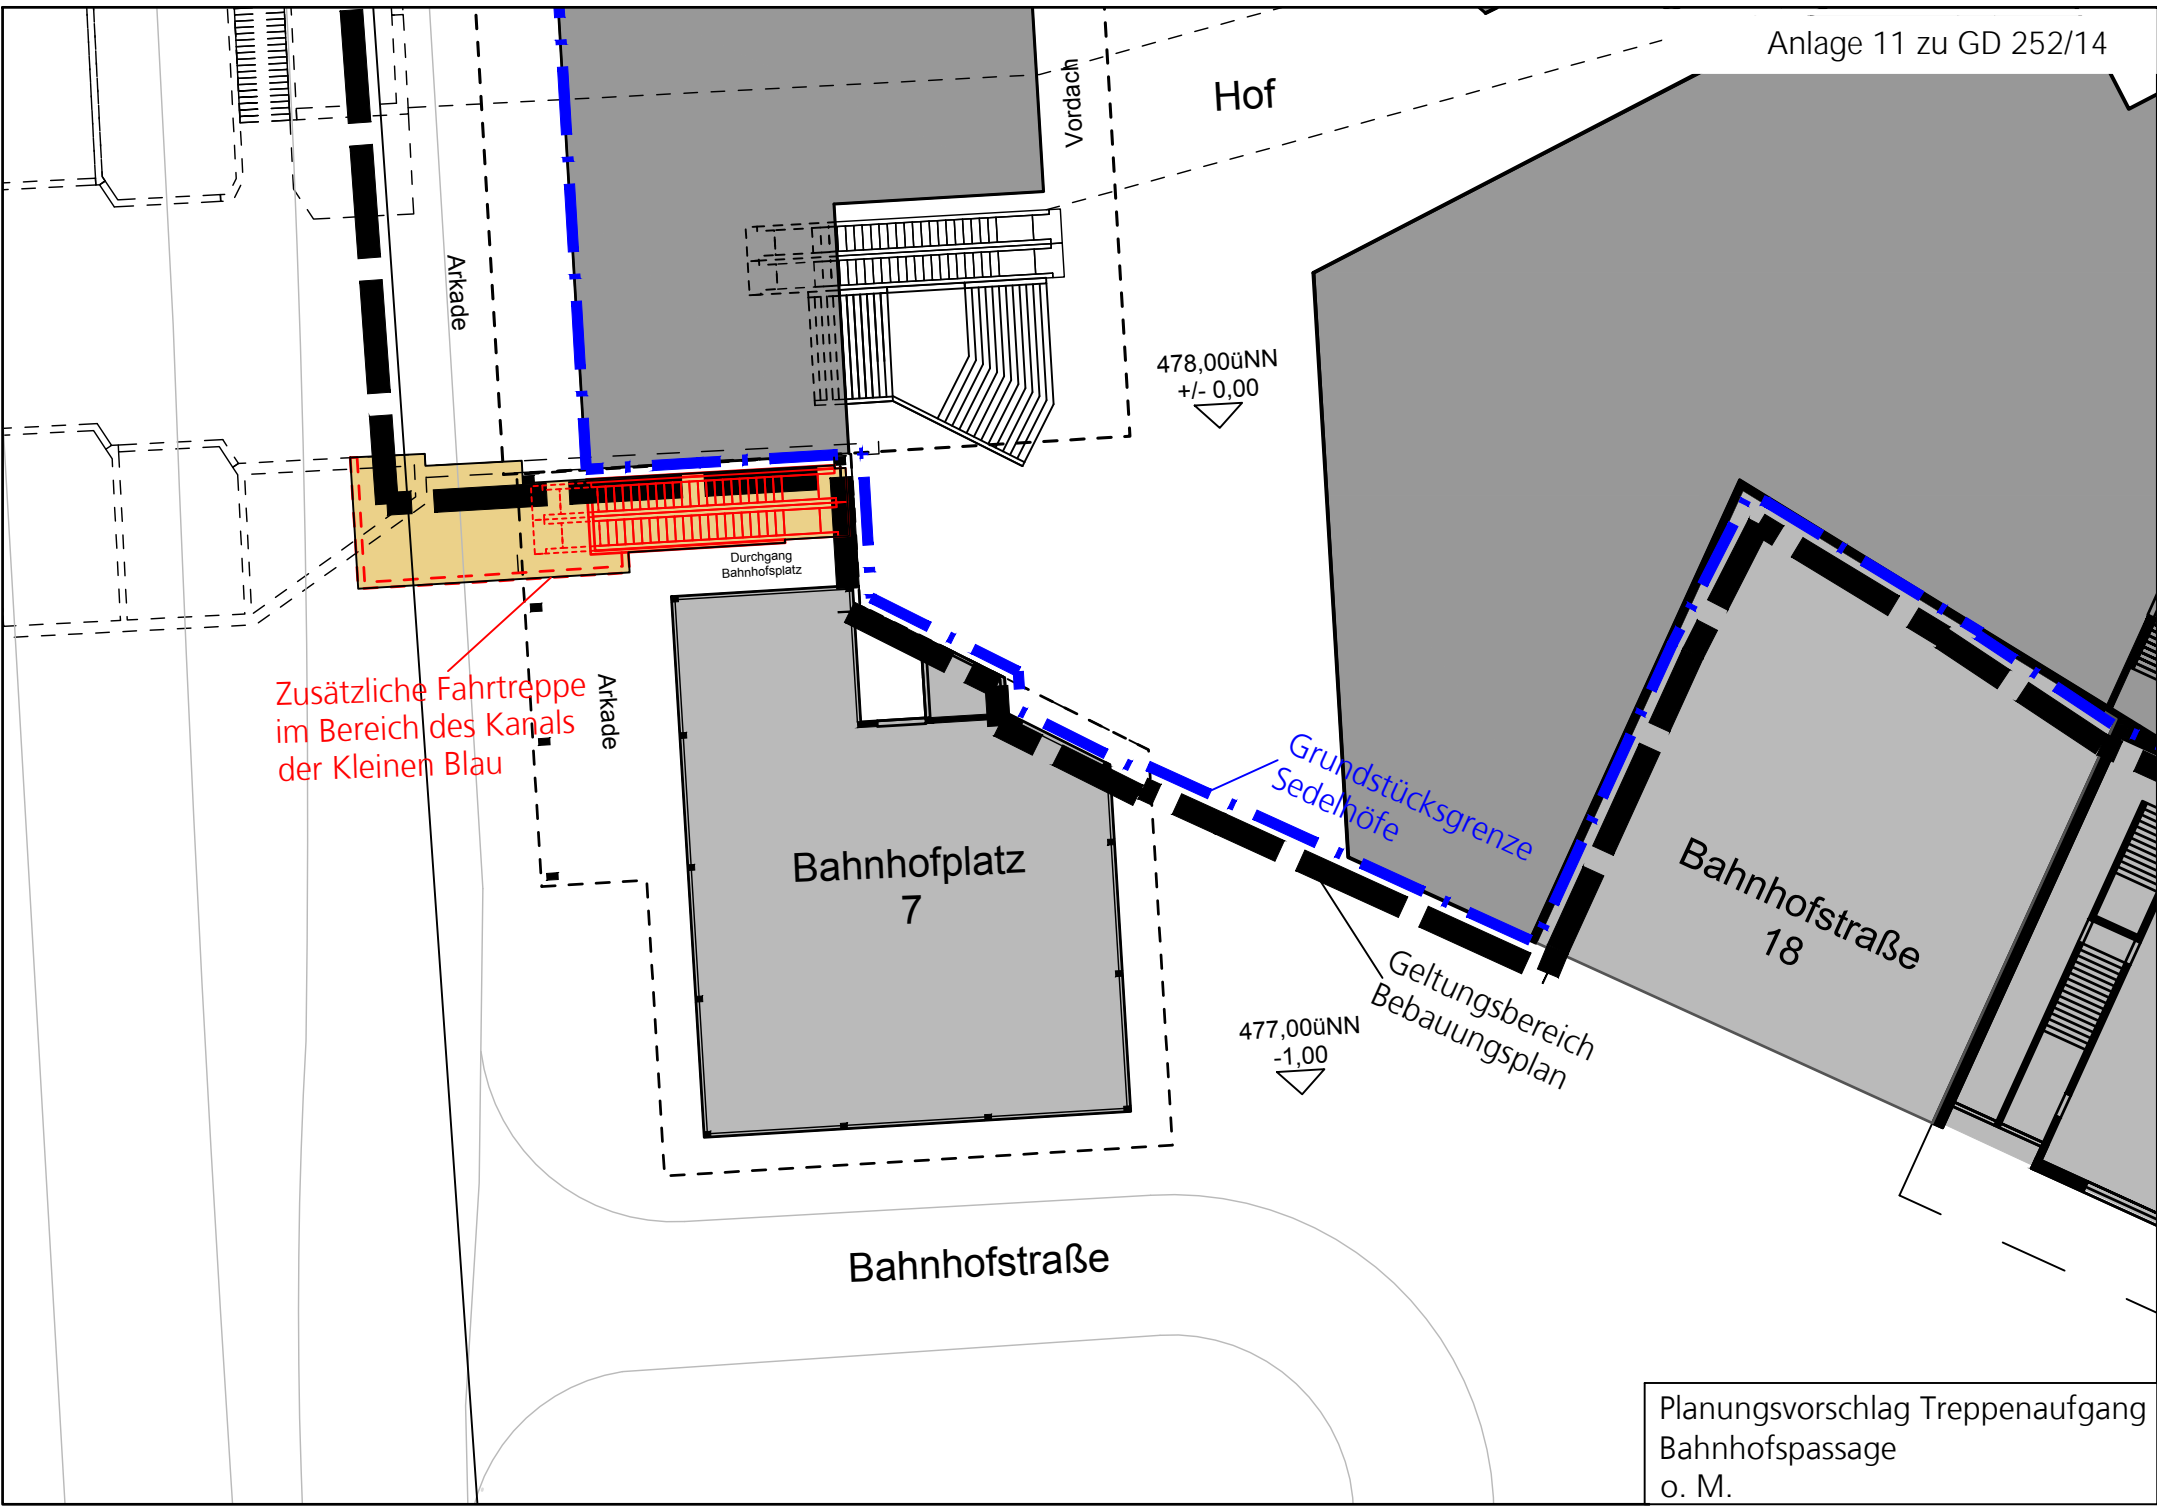 Anlage 11 zu GD 252/14
Hof
Vordach
Arkade
478,00üNN
+/- 0,00
Durchgang
Bahnhofsplatz
Zusätzliche Fahrtreppe
im Bereich des Kanals
der Kleinen Blau
Arkade
Grundstücksgrenze
Sedelhöfe
Bahnhofplatz
7
Bahnhofstraße
18
Geltungsbereich
Bebauungsplan
477,00üNN
-1,00
Bahnhofstraße
Planungsvorschlag Treppenaufgang
Bahnhofspassage
o. M.